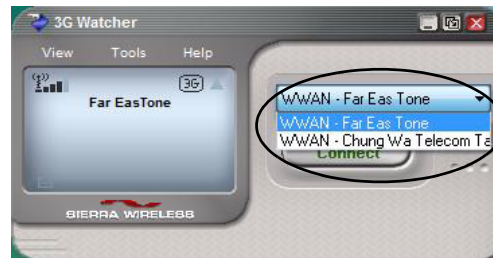 3G Watcher
View Tools Help
3G
Far EasTone
WWAN - Far Eas Tone
WWAN - Far Eas Tone
WWAN - Chung Wa Telecom Ta
Connect
SIERRA WIRELESS